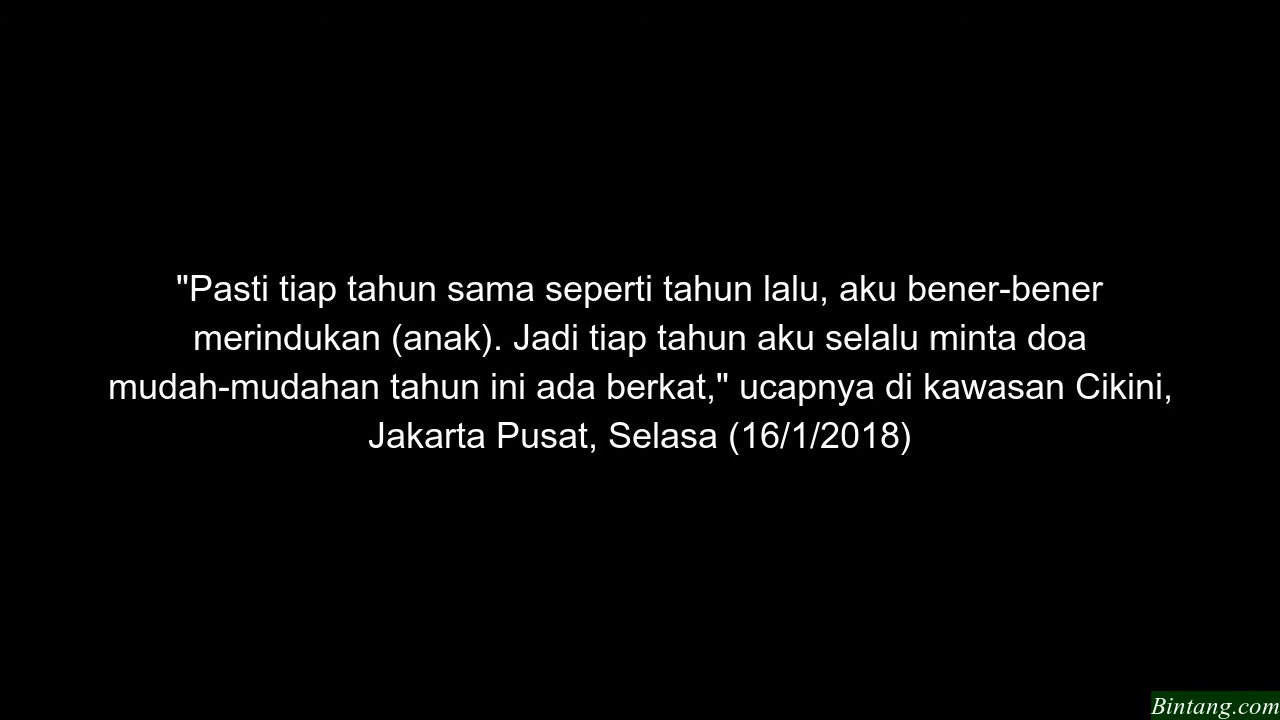 "Pasti tiap tahun sama seperti tahun lalu, aku bener-bener
merindukan (anak). Jadi tiap tahun aku selalu minta doa
mudah-mudahan tahun ini ada berkat," ucapnya di kawasan Cikini,
Jakarta Pusat, Selasa (16/1/2018)
Bintang.com